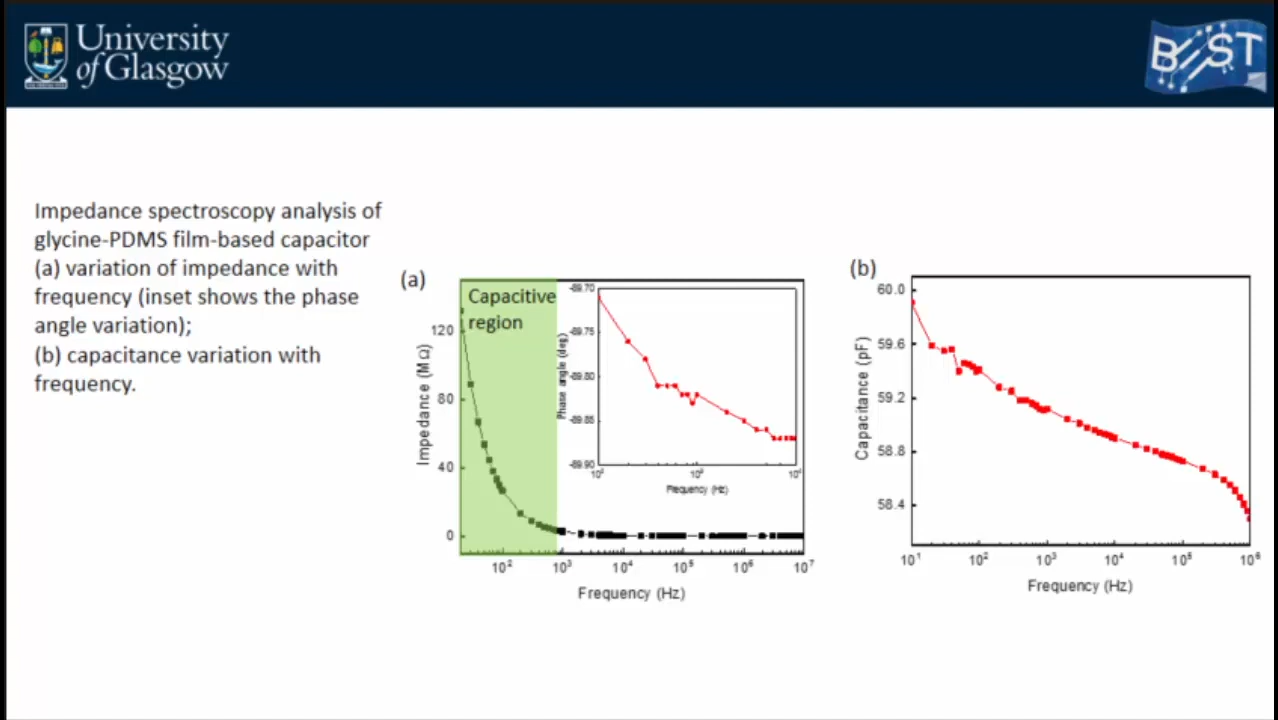 University
of Glasgow
BEST
Impedance spectroscopy analysis of
glycine-PDMS film-based capacitor
(a) variation of impedance with
frequency (inset shows the phase
angle variation);
(b) capacitance variation with
frequency.
(a)
Capacitive
region
120
80
40
0
Impedance (MΩ)
10² 10³ 10⁴ 10⁵ 10⁶ 10⁷
Frequency (Hz)
-89.70
-89.75
-89.80
-89.85
-89.90
Phase angle (deg)
Frequency (Hz)
(b)
60.0
59.6
59.2
58.8
58.4
Capacitance (pF)
10¹ 10² 10³ 10⁴ 10⁵ 10⁶
Frequency (Hz)